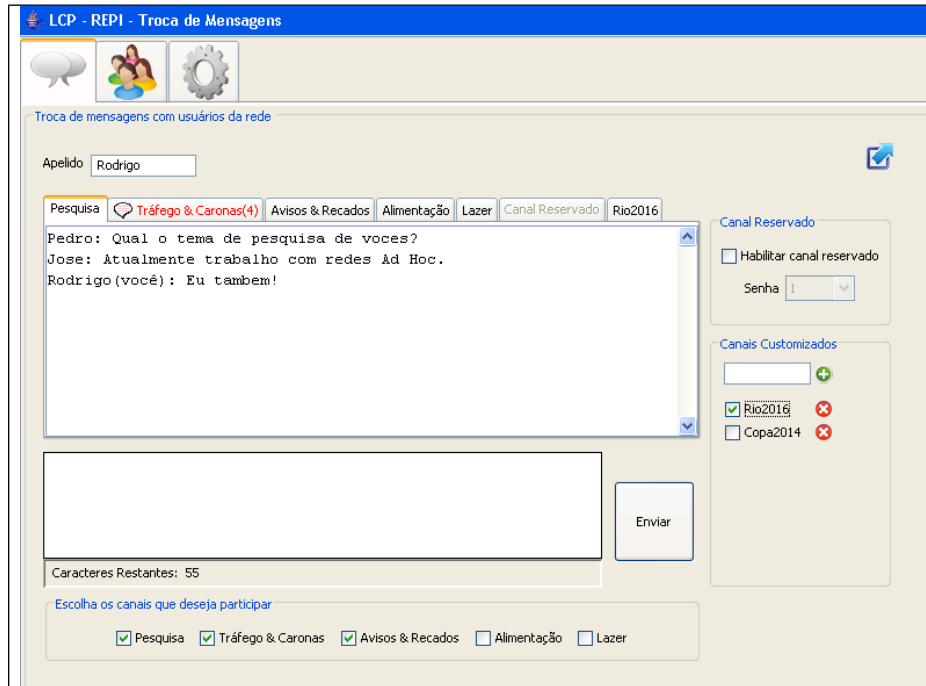 LCP - REPI - Troca de Mensagens
Troca de mensagens com usuários da rede
Apelido Rodrigo
Pesquisa Tráfego & Caronas(4) Avisos & Recados Alimentação Lazer Canal Reservado Rio2016
Pedro: Qual o tema de pesquisa de voces?
Jose: Atualmente trabalho com redes Ad Hoc.
Rodrigo(você): Eu tambem!
Canal Reservado
Habilitar canal reservado
Senha 1
Canais Customizados
Rio2016
Copa2014
Enviar
Caracteres Restantes: 55
Escolha os canais que deseja participar
Pesquisa Tráfego & Caronas Avisos & Recados Alimentação Lazer